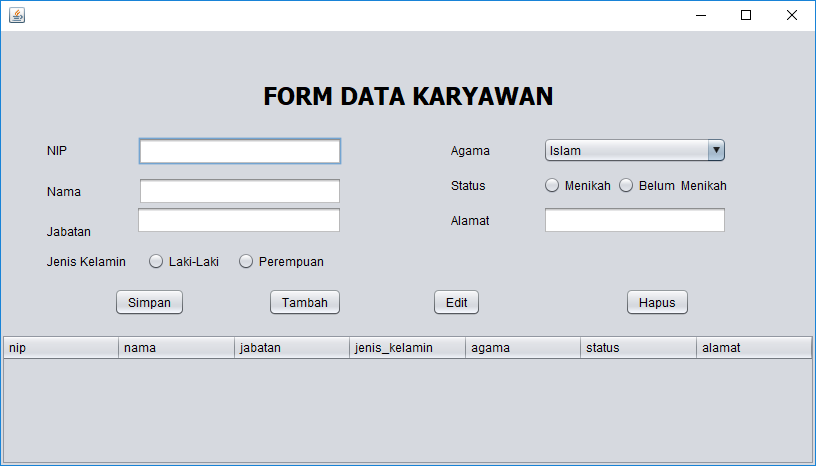 FORM DATA KARYAWAN
NIP
Nama
Jabatan
Jenis Kelamin Laki-Laki Perempuan
Agama Islam
Status Menikah Belum Menikah
Alamat
Simpan Tambah Edit Hapus
nip nama jabatan jenis_kelamin agama status alamat